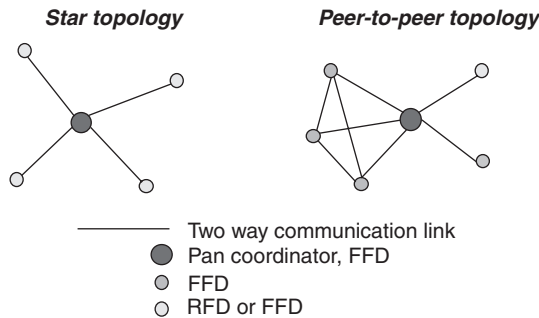 Star topology
Peer-to-peer topology
Two way communication link
Pan coordinator, FFD
FFD
RFD or FFD